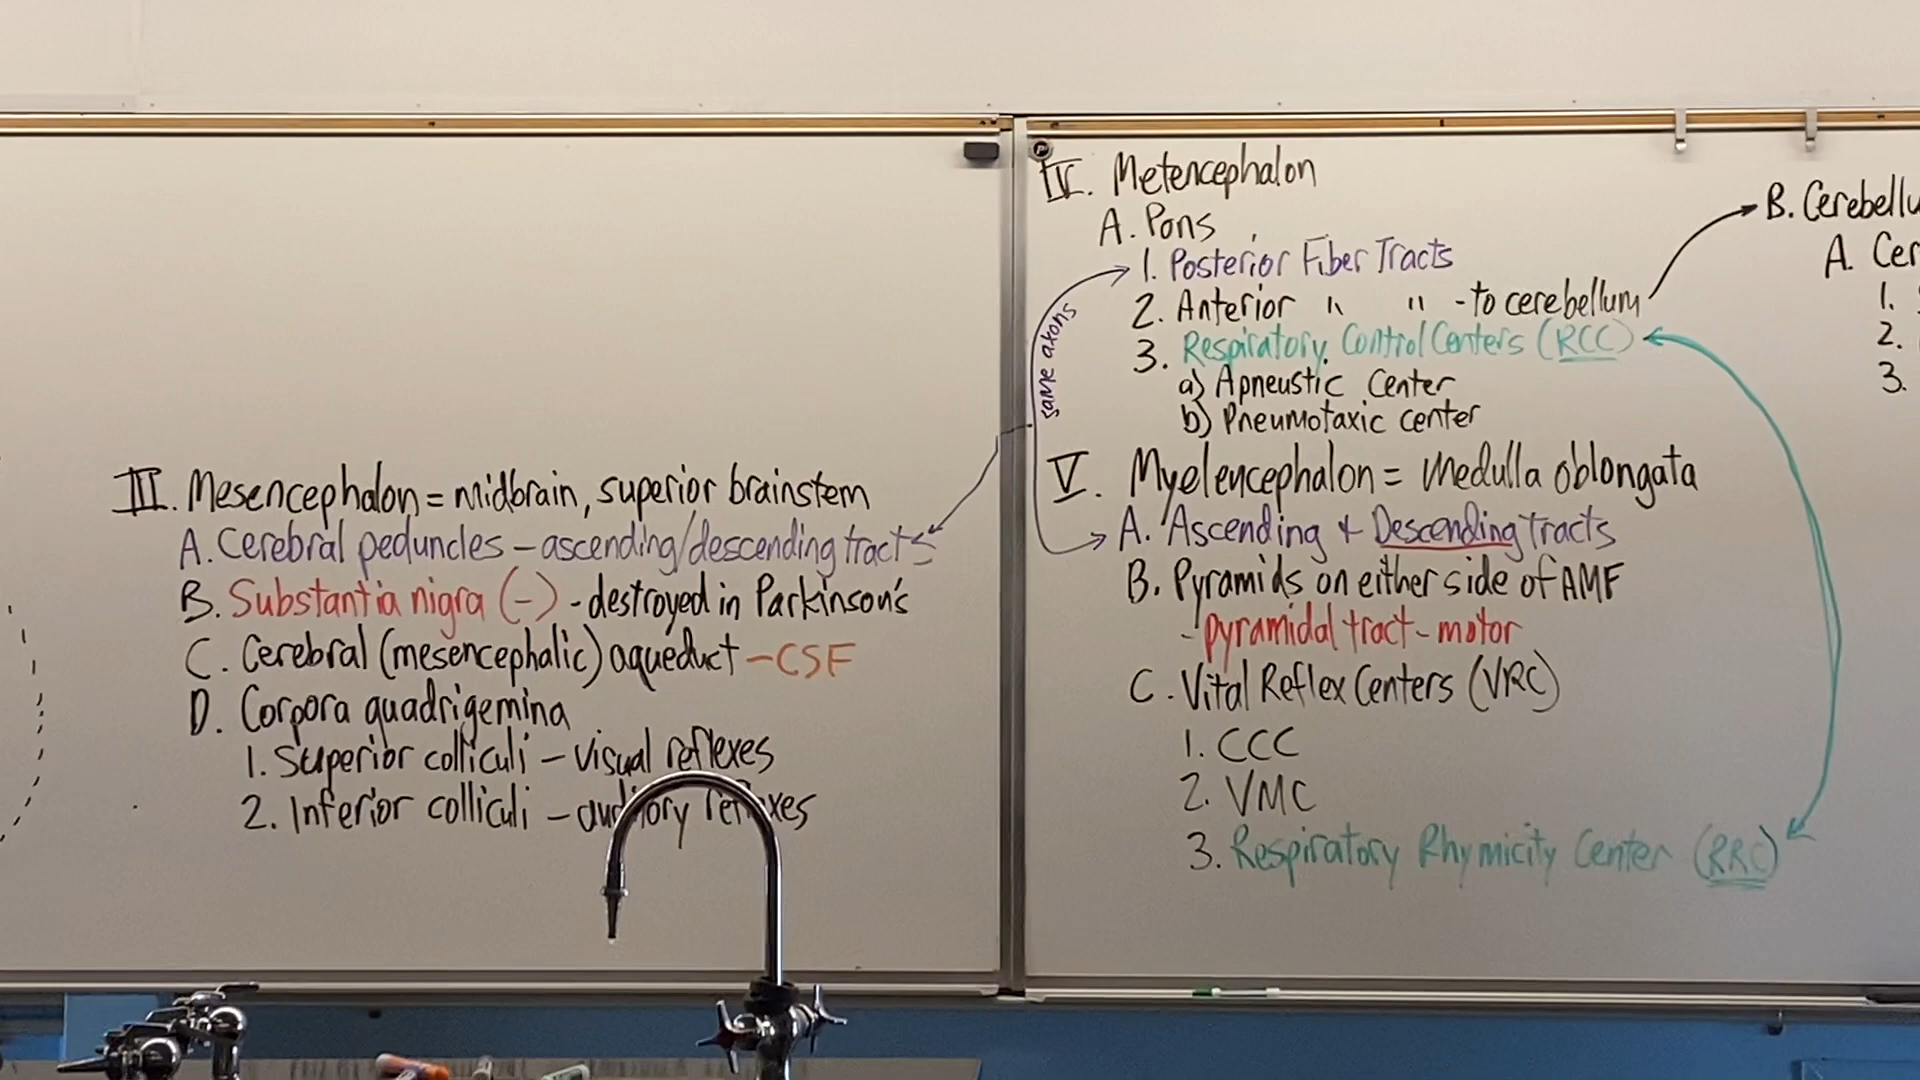 III. Mesencephalon = midbrain, superior brainstem
A. Cerebral peduncles – ascending/descending tracts
B. Substantia nigra (-) - destroyed in Parkinson's
C. Cerebral (mesencephalic) aqueduct – CSF
D. Corpora quadrigemina
1. Superior colliculi – visual reflexes
2. Inferior colliculi – auditory reflexes
same axons
IV. Metencephalon
A. Pons
1. Posterior Fiber Tracts
2. Anterior " " - to cerebellum
3. Respiratory Control Centers (RCC)
a) Apneustic Center
b) Pneumotaxic center
V. Myelencephalon = Medulla oblongata
A. Ascending + Descending tracts
B. Pyramids on either side of AMF
- pyramidal tract - motor
C. Vital Reflex Centers (VRC)
1. CCC
2. VMC
3. Respiratory Rhymicity Center (RRC)
B. Cerebellu
A. Cer
1.
2.
3.